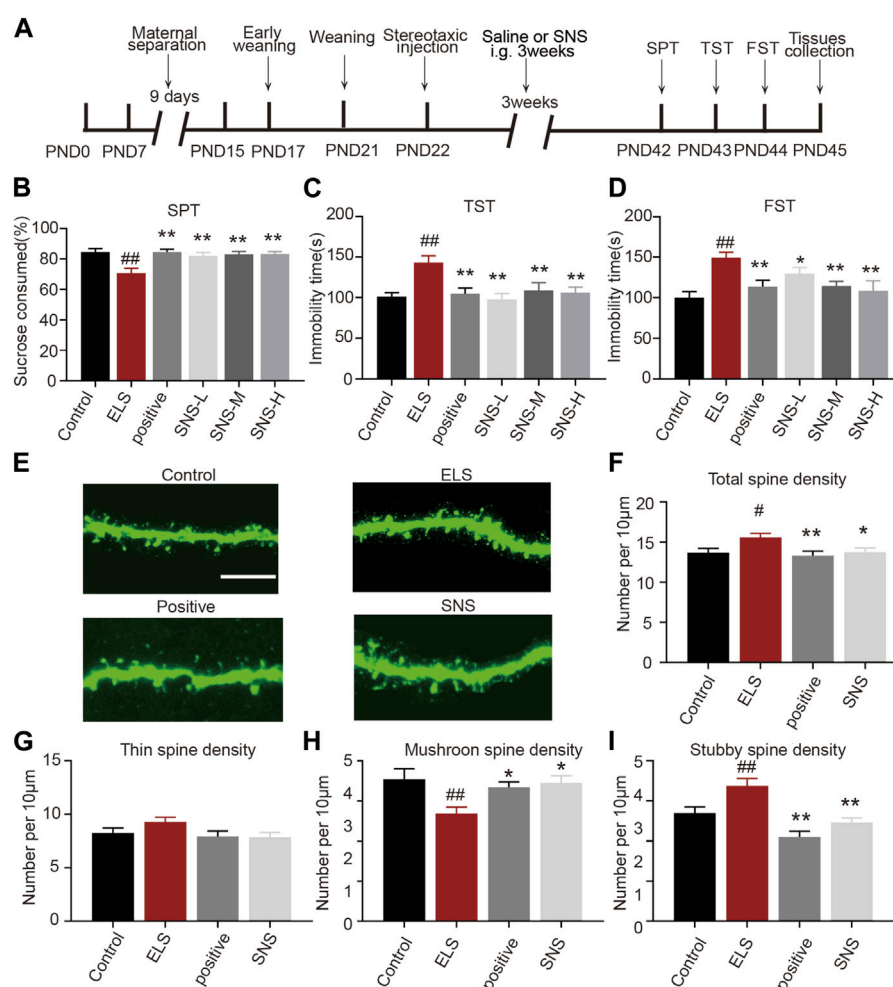 A
Maternal separation
Early weaning
Weaning
Stereotaxic injection
Saline or SNS i.g. 3weeks
SPT
TST
FST
Tissues collection
9 days
3weeks
PND0
PND7
PND15
PND17
PND21
PND22
PND42
PND43
PND44
PND45
B
SPT
Sucrose consumed(%)
100
80
60
40
20
0
##
**
**
**
**
Control
ELS
positive
SNS-L
SNS-M
SNS-H
C
TST
Immobility time(s)
200
150
100
50
0
##
**
**
**
**
Control
ELS
positive
SNS-L
SNS-M
SNS-H
D
FST
Immobility time(s)
200
150
100
50
0
##
**
*
**
**
Control
ELS
positive
SNS-L
SNS-M
SNS-H
E
Control
ELS
Positive
SNS
F
Total spine density
Number per 10μm
20
15
10
15
0
#
**
*
Control
ELS
positive
SNS
G
Thin spine density
Number per 10μm
15
10
5
0
Control
ELS
positive
SNS
H
Mushroon spine density
Number per 10μm
4
4
3
4
1
0
##
*
*
Control
ELS
positive
SNS
I
Stubby spine density
Number per 10μm
4
4
3
4
1
0
##
**
**
Control
ELS
positive
SNS